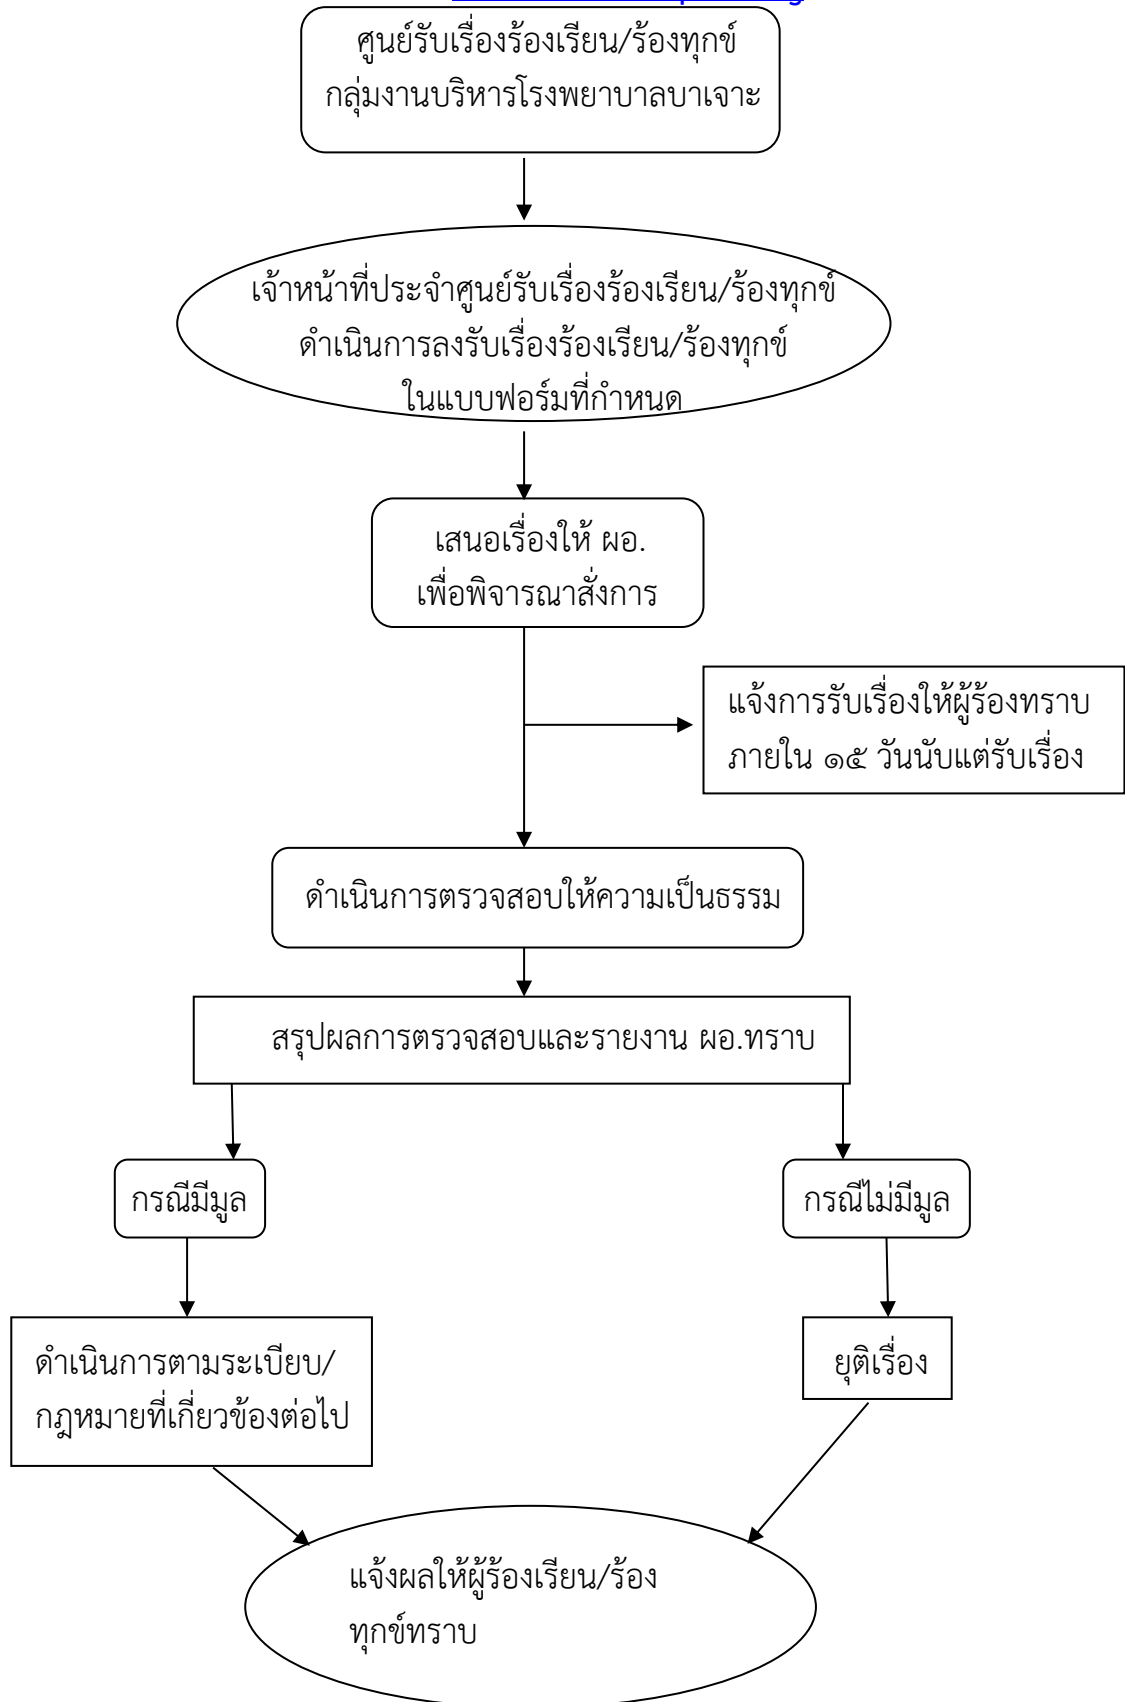 ศูนย์รับเรื่องร้องเรียน/ร้องทุกข์
กลุ่มงานบริหารโรงพยาบาลบาเจาะ
เจ้าหน้าที่ประจำศูนย์รับเรื่องร้องเรียน/ร้องทุกข์
ดำเนินการลงรับเรื่องร้องเรียน/ร้องทุกข์
ในแบบฟอร์มที่กำหนด
เสนอเรื่องให้ ผอ.
เพื่อพิจารณาสั่งการ
แจ้งการรับเรื่องให้ผู้ร้องทราบ
ภายใน ๑๕ วันนับแต่รับเรื่อง
ดำเนินการตรวจสอบให้ความเป็นธรรม
สรุปผลการตรวจสอบและรายงาน ผอ.ทราบ
กรณีมีมูล
กรณีไม่มีมูล
ดำเนินการตามระเบียบ/
กฎหมายที่เกี่ยวข้องต่อไป
ยุติเรื่อง
แจ้งผลให้ผู้ร้องเรียน/ร้อง
ทุกข์ทราบ